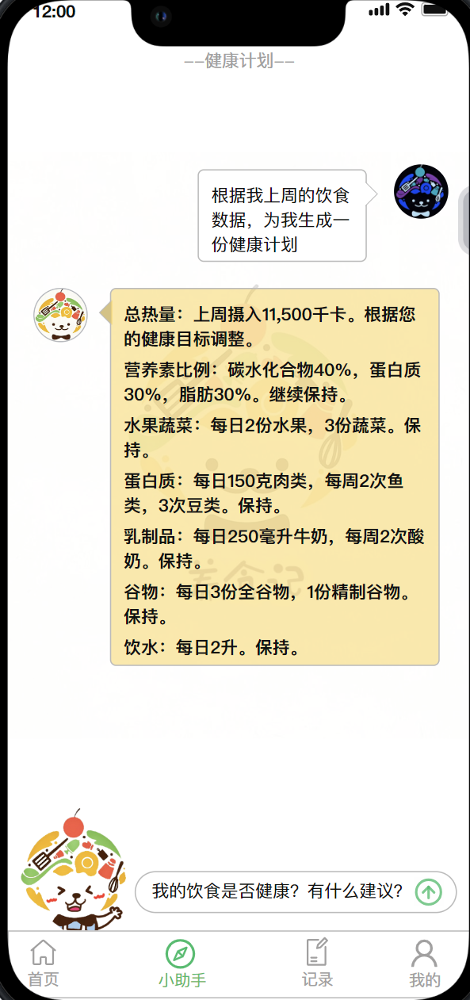 12:00
--健康计划--
根据我上周的饮食
数据，为我生成一
份健康计划
总热量：上周摄入11,500千卡。根据您
的健康目标调整。
营养素比例：碳水化合物40%，蛋白质
30%，脂肪30%。继续保持。
水果蔬菜：每日2份水果，3份蔬菜。保
持。
蛋白质：每日150克肉类，每周2次鱼
类，3次豆类。保持。
乳制品：每日250毫升牛奶，每周2次酸
奶。保持。
美食记
谷物：每日3份全谷物，1份精制谷物。
保持。
饮水：每日2升。保持。
我的饮食是否健康？有什么建议？
首页
小助手
记录
我的